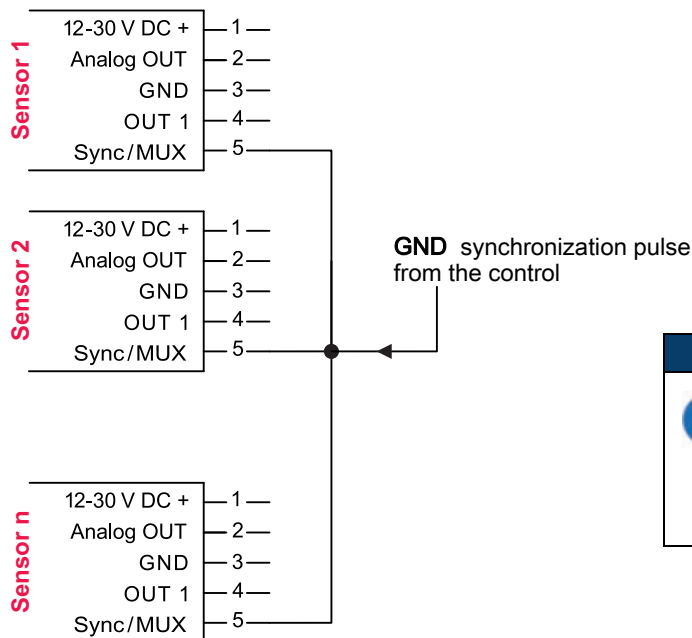 Sensor 1
12-30 V DC + 1
Analog OUT 2
GND 3
OUT 1 4
Sync/MUX 5
Sensor 2
12-30 V DC + 1
Analog OUT 2
GND 3
OUT 1 4
Sync/MUX 5
GND synchronization pulse
from the control
Sensor n
12-30 V DC + 1
Analog OUT 2
GND 3
OUT 1 4
Sync/MUX 5